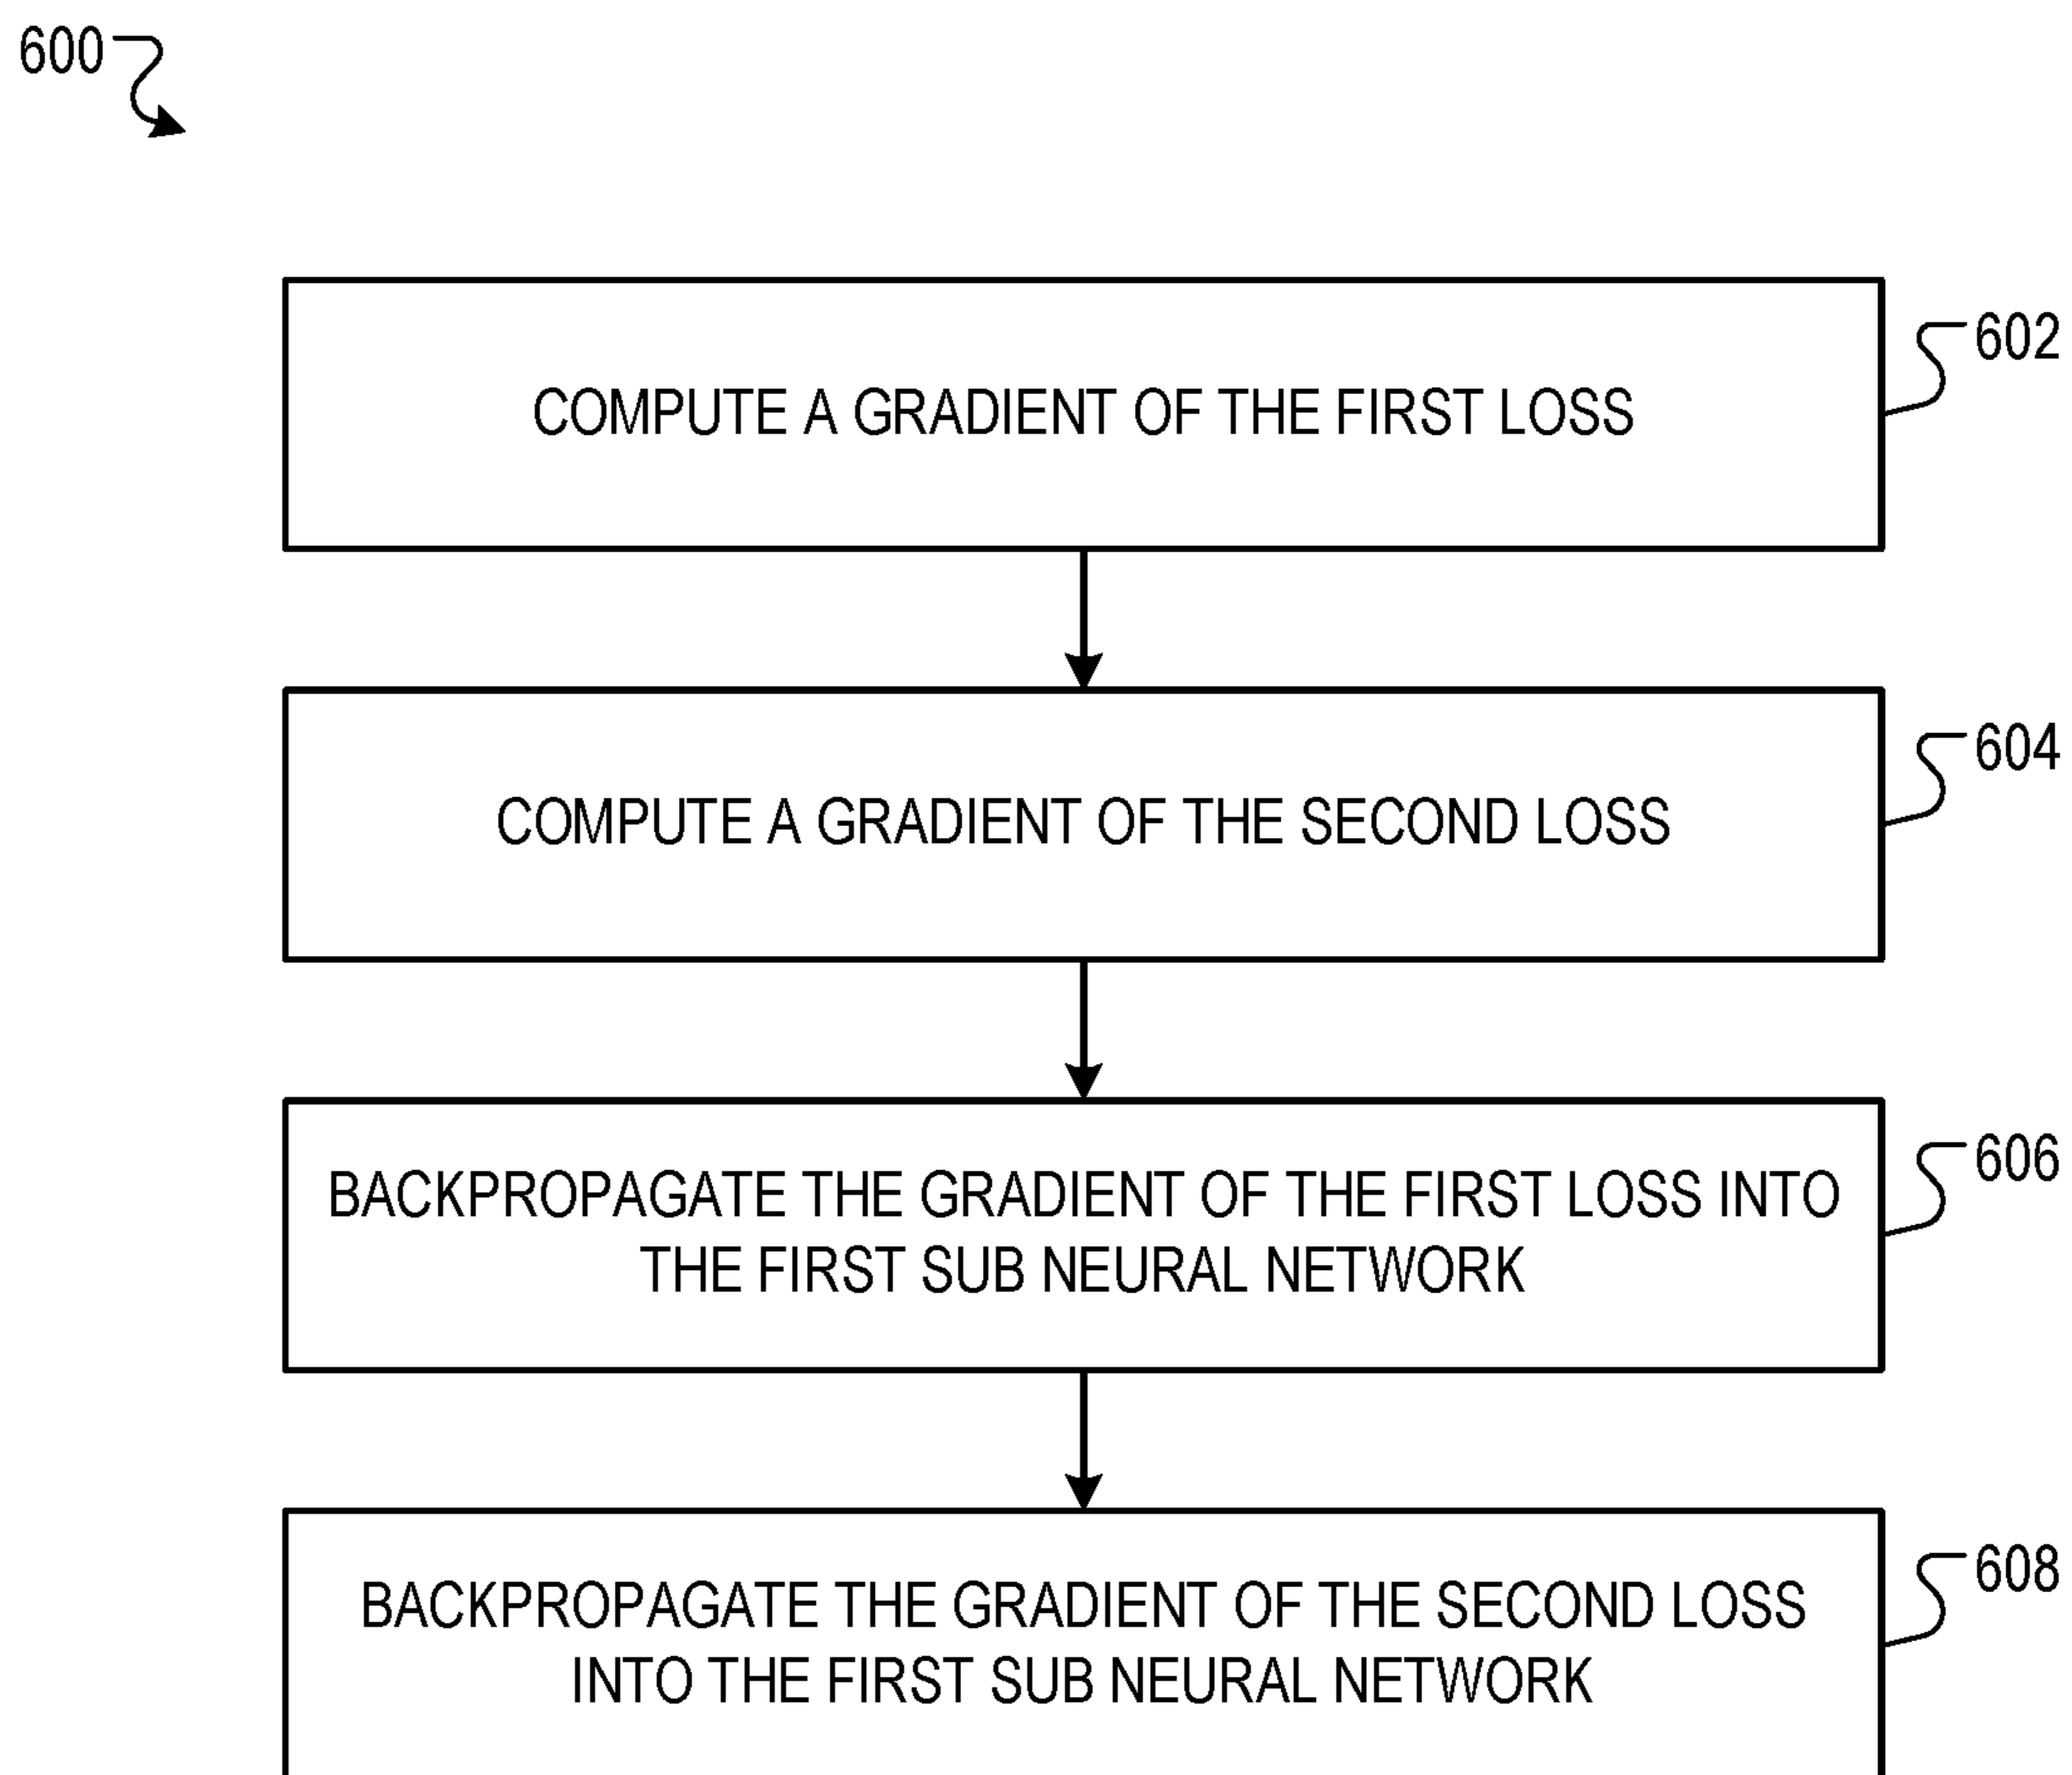 600
COMPUTE A GRADIENT OF THE FIRST LOSS
602
COMPUTE A GRADIENT OF THE SECOND LOSS
604
BACKPROPAGATE THE GRADIENT OF THE FIRST LOSS INTO
THE FIRST SUB NEURAL NETWORK
606
BACKPROPAGATE THE GRADIENT OF THE SECOND LOSS
INTO THE FIRST SUB NEURAL NETWORK
608